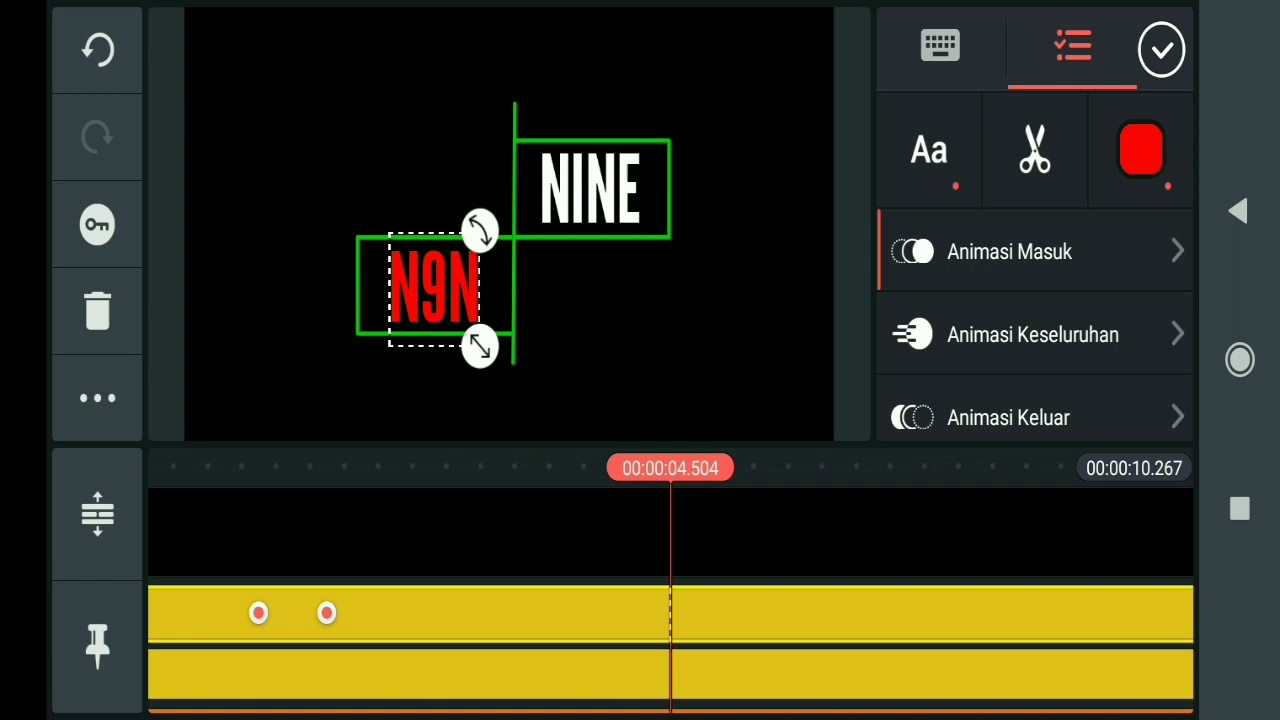 NINE
N9N
Aa
Animasi Masuk
Animasi Keseluruhan
Animasi Keluar
00:00:04.504
00:00:10.267